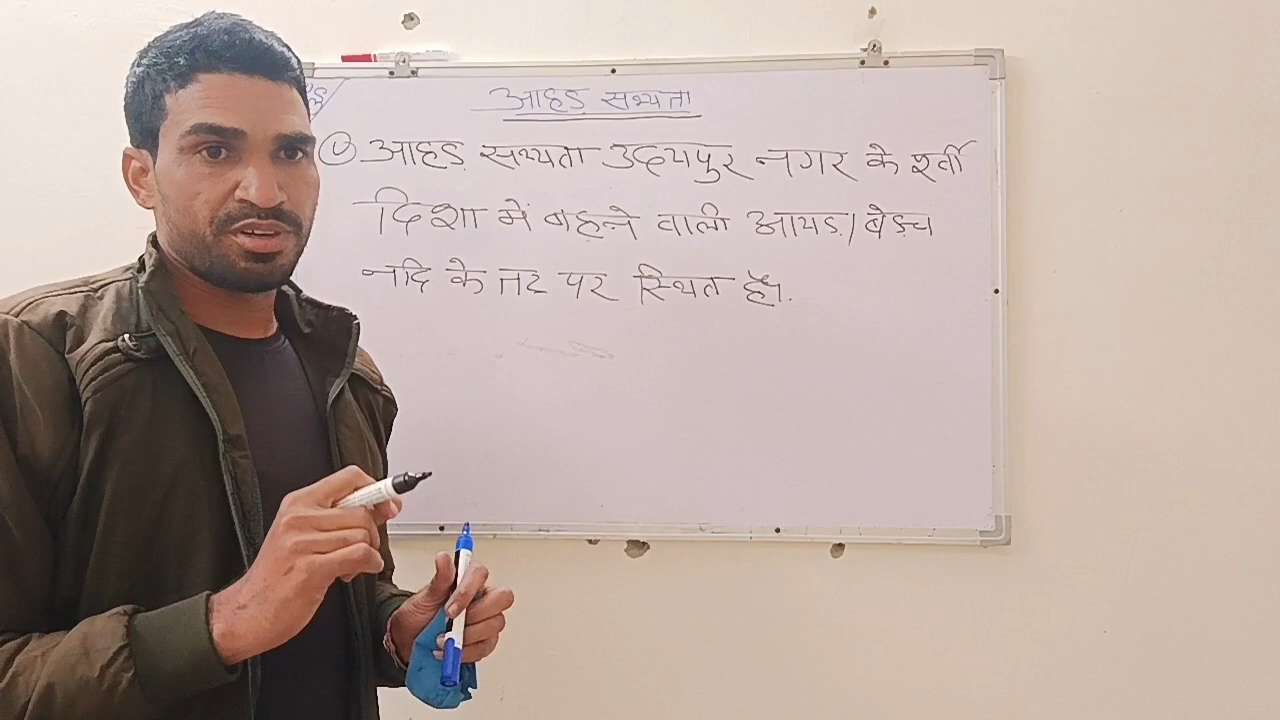 आहड़ सभ्यता
① आहड़ सभ्यता उदयपुर नगर के
दिशा में बहने वाली आयड़/बेड़च
नदि के तट पर स्थित है।